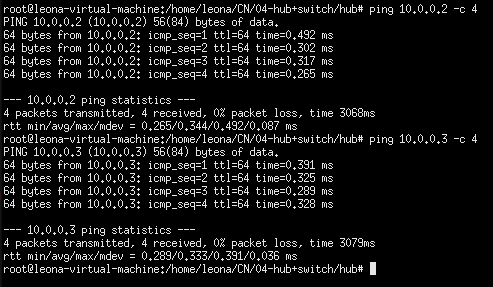 root@leona-virtual-machine:/home/leona/CN/04-hub+switch/hub# ping 10.0.0.2 -c 4
PING 10.0.0.2 (10.0.0.2) 56(84) bytes of data.
64 bytes from 10.0.0.2: icmp_seq=1 ttl=64 time=0.492 ms
64 bytes from 10.0.0.2: icmp_seq=2 ttl=64 time=0.302 ms
64 bytes from 10.0.0.2: icmp_seq=3 ttl=64 time=0.317 ms
64 bytes from 10.0.0.2: icmp_seq=4 ttl=64 time=0.265 ms
--- 10.0.0.2 ping statistics ---
4 packets transmitted, 4 received, 0% packet loss, time 3068ms
rtt min/avg/max/mdev = 0.265/0.344/0.492/0.087 ms
root@leona-virtual-machine:/home/leona/CN/04-hub+switch/hub# ping 10.0.0.3 -c 4
PING 10.0.0.3 (10.0.0.3) 56(84) bytes of data.
64 bytes from 10.0.0.3: icmp_seq=1 ttl=64 time=0.391 ms
64 bytes from 10.0.0.3: icmp_seq=2 ttl=64 time=0.325 ms
64 bytes from 10.0.0.3: icmp_seq=3 ttl=64 time=0.289 ms
64 bytes from 10.0.0.3: icmp_seq=4 ttl=64 time=0.328 ms
--- 10.0.0.3 ping statistics ---
4 packets transmitted, 4 received, 0% packet loss, time 3079ms
rtt min/avg/max/mdev = 0.289/0.333/0.391/0.036 ms
root@leona-virtual-machine:/home/leona/CN/04-hub+switch/hub#